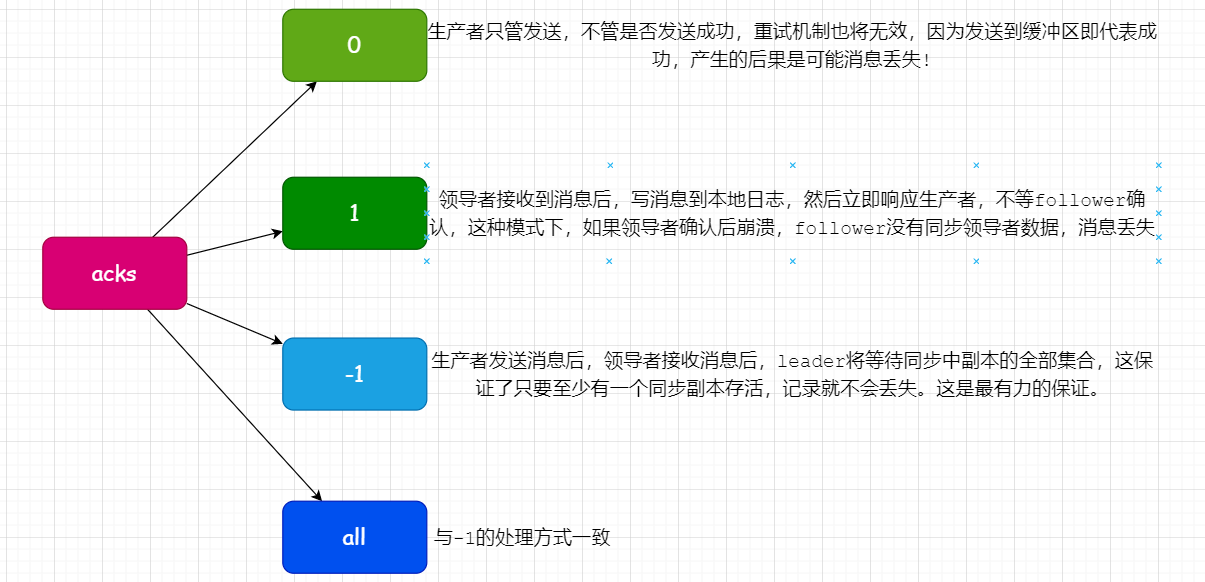 0
生产者只管发送，不管是否发送成功，重试机制也将无效，因为发送到缓冲区即代表成
功，产生的后果是可能消息丢失！
1
领导者接收到消息后，写消息到本地日志，然后立即响应生产者，不等follower确
认，这种模式下，如果领导者确认后崩溃，follower没有同步领导者数据，消息丢失
acks
-1
生产者发送消息后，领导者接收消息后，leader将等待同步中副本的全部集合，这保
证了只要至少有一个同步副本存活，记录就不会丢失。这是最有力的保证。
all
与-1的处理方式一致